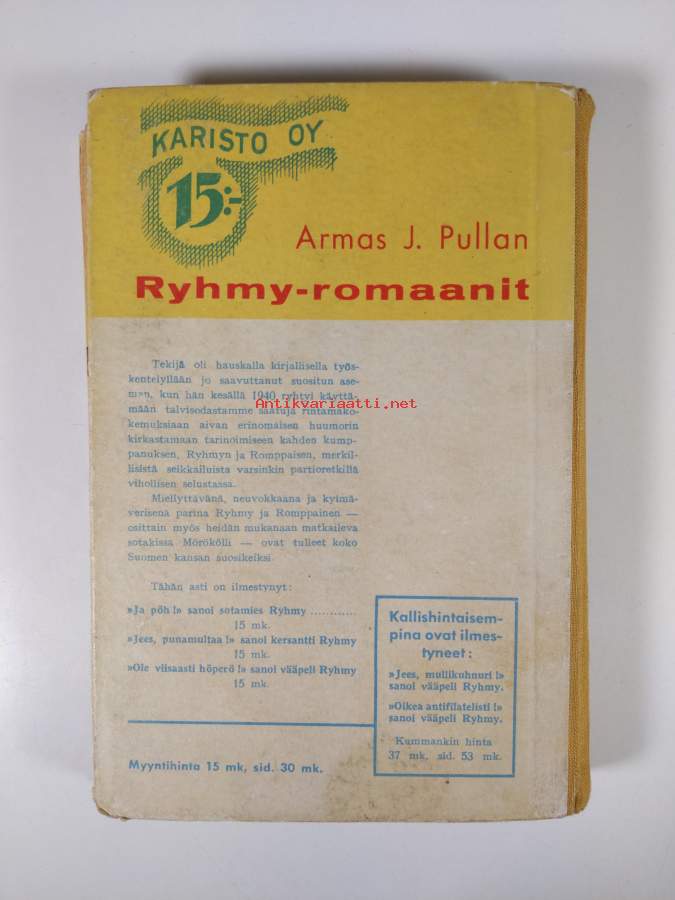 KARISTO OY
15:-
Armas J. Pullan
Ryhmy-romaanit
Tekijä oli hauskalla kirjallisella työs-
kentelyllään jo saavuttanut suositun ase-
man, kun hän kesällä 1940 ryhtyi käyttä-
mään talvisodastamme saatuja rintamako-
Antikvariaatti.net
kemuksiaan aivan erinomaisen huumorin
kirkastamaan tarinoimiseen kahden kump-
panuksen, Ryhmyn ja Romppaisen, merkil-
lisistä seikkailuista varsinkin partioretkillä
vihollisen selustassa.
Miellyttävänä, neuvokkaana ja kylmä-
verisenä parina Ryhmy ja Romppainen —
osittain myös heidän mukanaan matkaileva
sotakissa Mörökölli — ovat tulleet koko
Suomen kansan suosikeiksi
Tähän asti on ilmestynyt:
»Ja pöh!» sanoi sotamies Ryhmy ............
15 mk.
»Jees, punamultaa!» sanoi kersantti Ryhmy
15 mk.
»Ole viisaasti höperö!» sanoi vääpeli Ryhmy
15 mk.
Myyntihinta 15 mk, sid. 30 mk.
Kallishintaisem-
pina ovat ilmes-
tyneet:
»Jees, mullikuhnuri!»
sanoi vääpeli Ryhmy.
»Oikea antifilatelisti!»
sanoi vääpeli Ryhmy.
Kummankin hinta
37 mk, sid. 53 mk.